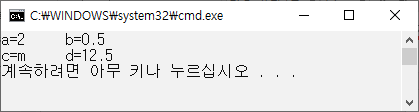 C:₩WINDOWS₩system32₩cmd.exe
a=2 b=0.5
c=m d=12.5
계속하려면 아무 키나 누르십시오 . . .